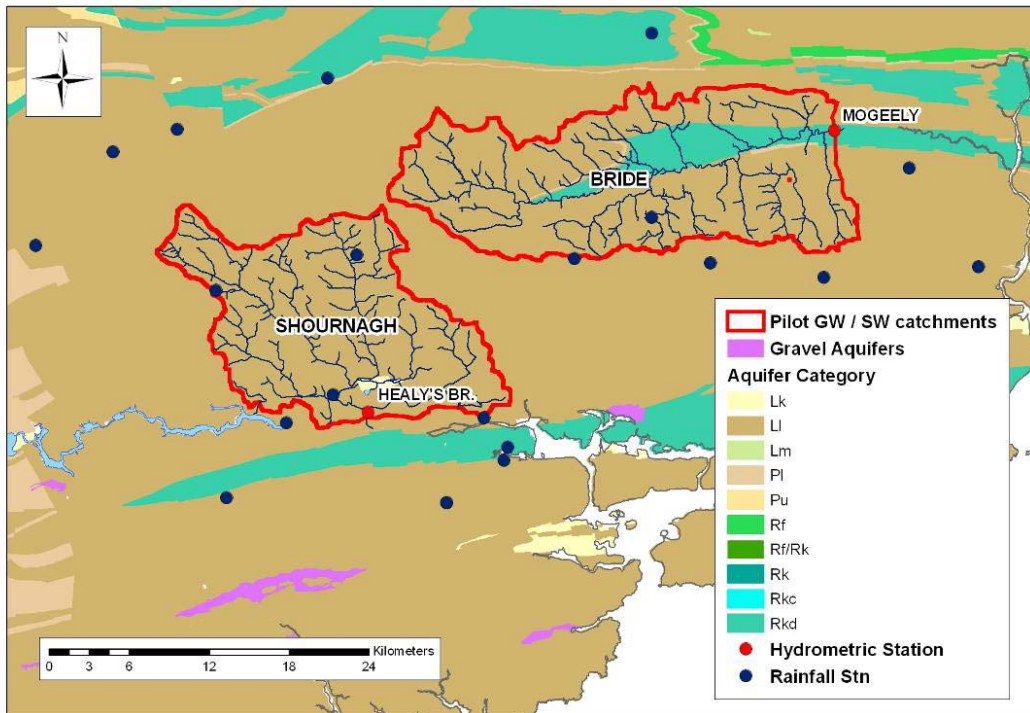 N
MOGEELY
BRIDE
SHOURNAGH
HEALY'S BR.
Pilot GW / SW catchments
Gravel Aquifers
Aquifer Category
Lk
Ll
Lm
Pl
Pu
Rf
Rf/Rk
Rk
Rkc
Rkd
Hydrometric Station
Rainfall Stn
Kilometers
0 3 6 12 18 24